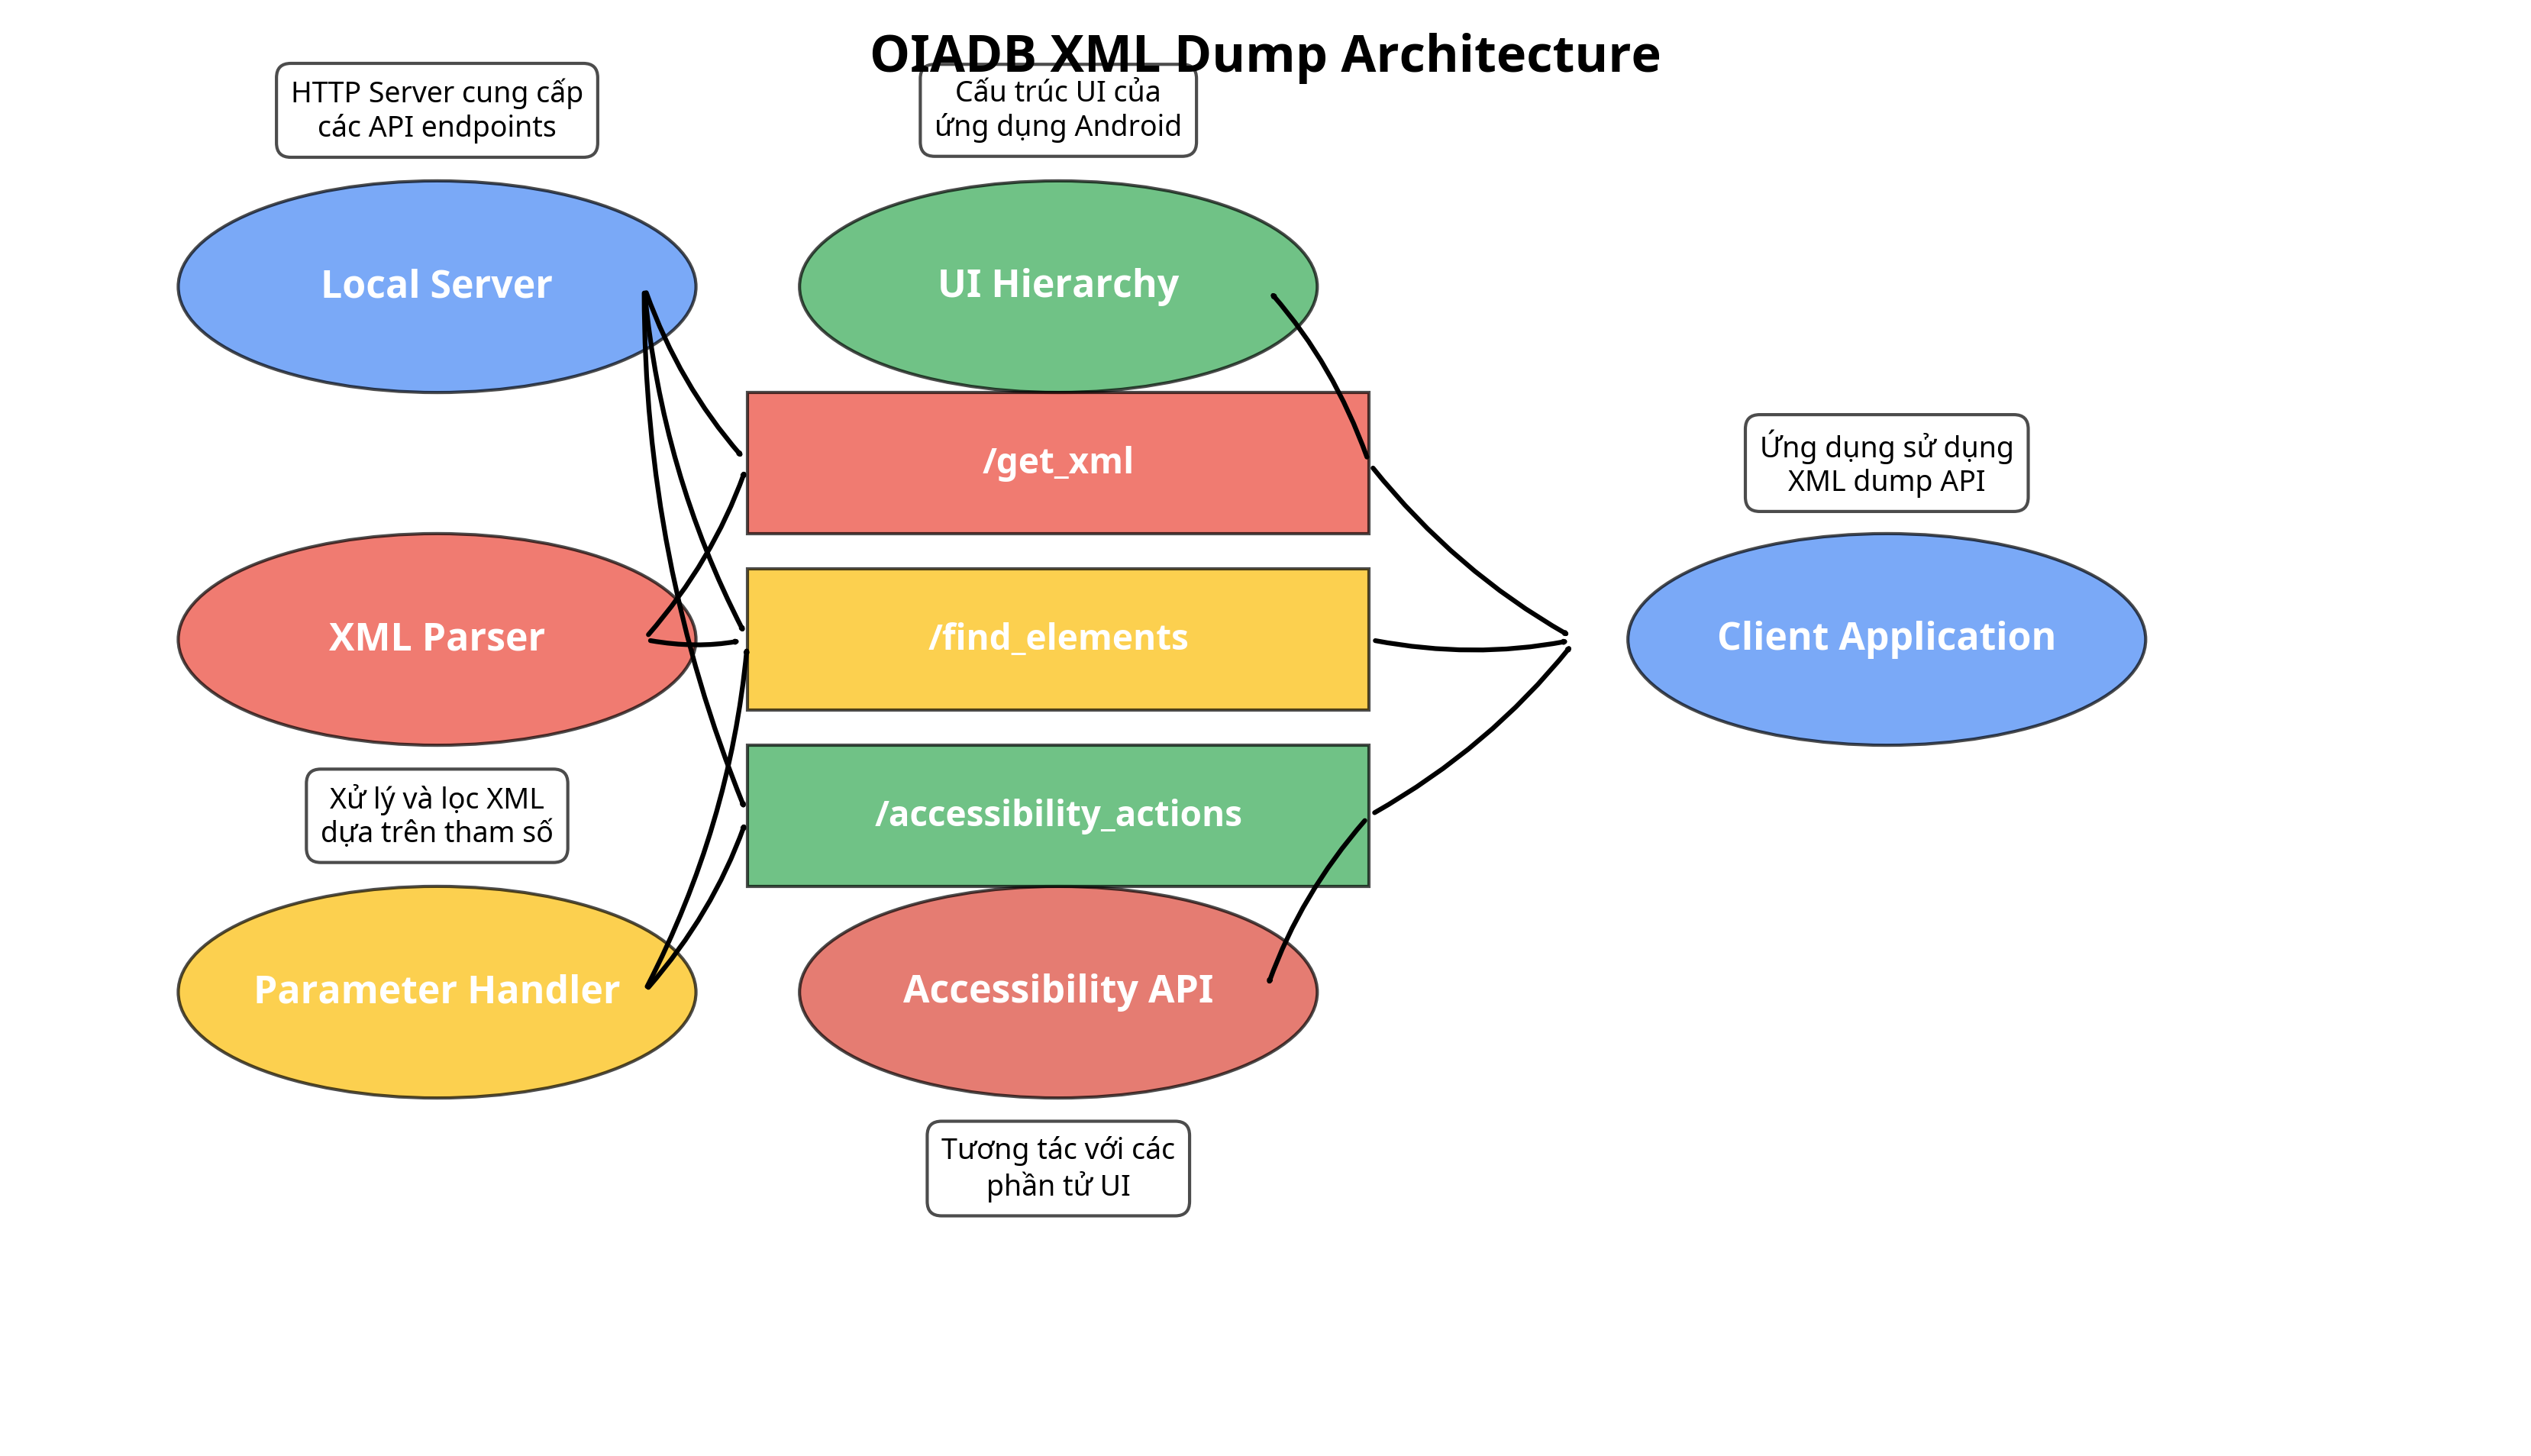 OIADB XML Dump Architecture
HTTP Server cung cấp
các API endpoints
Cấu trúc UI của
ứng dụng Android
Local Server
UI Hierarchy
/get_xml
Ứng dụng sử dụng
XML dump API
XML Parser
/find_elements
Client Application
Xử lý và lọc XML
dựa trên tham số
/accessibility_actions
Parameter Handler
Accessibility API
Tương tác với các
phần tử UI